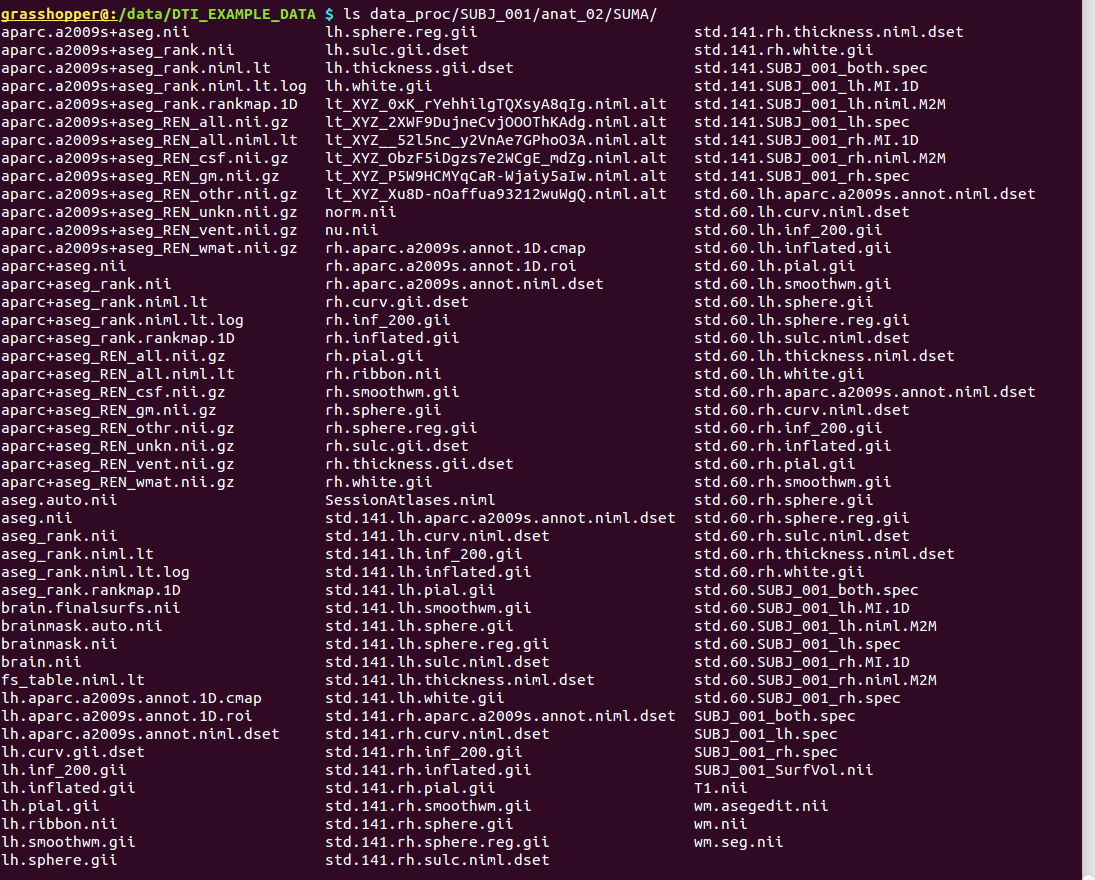 grasshopper@:/data/DTI_EXAMPLE_DATA $ ls data_proc/SUBJ_001/anat_02/SUMA/
aparc.a2009s+aseg.nii lh.sphere.reg.gii std.141.rh.thickness.niml.dset
aparc.a2009s+aseg_rank.nii lh.sulc.gii.dset std.141.rh.white.gii
aparc.a2009s+aseg_rank.niml.lt lh.thickness.gii.dset std.141.SUBJ_001_both.spec
aparc.a2009s+aseg_rank.niml.lt.log lh.white.gii std.141.SUBJ_001_lh.MI.1D
aparc.a2009s+aseg_rank.rankmap.1D lt_XYZ_0xK_rYehhilgTQXsyA8qIg.niml.alt std.141.SUBJ_001_lh.niml.M2M
aparc.a2009s+aseg_REN_all.nii.gz lt_XYZ_2XWF9DujneCvjOOOThKAdg.niml.alt std.141.SUBJ_001_lh.spec
aparc.a2009s+aseg_REN_all.niml.lt lt_XYZ__52l5nc_y2VnAe7GPhoO3A.niml.alt std.141.SUBJ_001_rh.MI.1D
aparc.a2009s+aseg_REN_csf.nii.gz lt_XYZ_ObzF5iDgzs7e2WCgE_mdZg.niml.alt std.141.SUBJ_001_rh.niml.M2M
aparc.a2009s+aseg_REN_gm.nii.gz lt_XYZ_P5W9HCMYqCaR-Wjaiy5aIw.niml.alt std.141.SUBJ_001_rh.spec
aparc.a2009s+aseg_REN_othr.nii.gz lt_XYZ_Xu8D-nOaffua93212wuWgQ.niml.alt std.60.lh.aparc.a2009s.annot.niml.dset
aparc.a2009s+aseg_REN_unkn.nii.gz norm.nii std.60.lh.curv.niml.dset
aparc.a2009s+aseg_REN_vent.nii.gz nu.nii std.60.lh.inf_200.gii
aparc.a2009s+aseg_REN_wmat.nii.gz rh.aparc.a2009s.annot.1D.cmap std.60.lh.inflated.gii
aparc+aseg.nii rh.aparc.a2009s.annot.1D.roi std.60.lh.pial.gii
aparc+aseg_rank.nii rh.aparc.a2009s.annot.niml.dset std.60.lh.smoothwm.gii
aparc+aseg_rank.niml.lt rh.curv.gii.dset std.60.lh.sphere.gii
aparc+aseg_rank.niml.lt.log rh.inf_200.gii std.60.lh.sphere.reg.gii
aparc+aseg_rank.rankmap.1D rh.inflated.gii std.60.lh.sulc.niml.dset
aparc+aseg_REN_all.nii.gz rh.pial.gii std.60.lh.thickness.niml.dset
aparc+aseg_REN_all.niml.lt rh.ribbon.nii std.60.lh.white.gii
aparc+aseg_REN_csf.nii.gz rh.smoothwm.gii std.60.rh.aparc.a2009s.annot.niml.dset
aparc+aseg_REN_gm.nii.gz rh.sphere.gii std.60.rh.curv.niml.dset
aparc+aseg_REN_othr.nii.gz rh.sphere.reg.gii std.60.rh.inf_200.gii
aparc+aseg_REN_unkn.nii.gz rh.sulc.gii.dset std.60.rh.inflated.gii
aparc+aseg_REN_vent.nii.gz rh.thickness.gii.dset std.60.rh.pial.gii
aparc+aseg_REN_wmat.nii.gz rh.white.gii std.60.rh.smoothwm.gii
aseg.auto.nii SessionAtlases.niml std.60.rh.sphere.gii
aseg.nii std.141.lh.aparc.a2009s.annot.niml.dset std.60.rh.sphere.reg.gii
aseg_rank.nii std.141.lh.curv.niml.dset std.60.rh.sulc.niml.dset
aseg_rank.niml.lt std.141.lh.inf_200.gii std.60.rh.thickness.niml.dset
aseg_rank.niml.lt.log std.141.lh.inflated.gii std.60.rh.white.gii
aseg_rank.rankmap.1D std.141.lh.pial.gii std.60.SUBJ_001_both.spec
brain.finalsurfs.nii std.141.lh.smoothwm.gii std.60.SUBJ_001_lh.MI.1D
brainmask.auto.nii std.141.lh.sphere.gii std.60.SUBJ_001_lh.niml.M2M
brainmask.nii std.141.lh.sphere.reg.gii std.60.SUBJ_001_lh.spec
brain.nii std.141.lh.sulc.niml.dset std.60.SUBJ_001_rh.MI.1D
fs_table.niml.lt std.141.lh.thickness.niml.dset std.60.SUBJ_001_rh.niml.M2M
lh.aparc.a2009s.annot.1D.cmap std.141.lh.white.gii std.60.SUBJ_001_rh.spec
lh.aparc.a2009s.annot.1D.roi std.141.rh.aparc.a2009s.annot.niml.dset SUBJ_001_both.spec
lh.aparc.a2009s.annot.niml.dset std.141.rh.curv.niml.dset SUBJ_001_lh.spec
lh.curv.gii.dset std.141.rh.inf_200.gii SUBJ_001_rh.spec
lh.inf_200.gii std.141.rh.inflated.gii SUBJ_001_SurfVol.nii
lh.inflated.gii std.141.rh.pial.gii T1.nii
lh.pial.gii std.141.rh.smoothwm.gii wm.asegedit.nii
lh.ribbon.nii std.141.rh.sphere.gii wm.nii
lh.smoothwm.gii std.141.rh.sphere.reg.gii wm.seg.nii
lh.sphere.gii std.141.rh.sulc.niml.dset